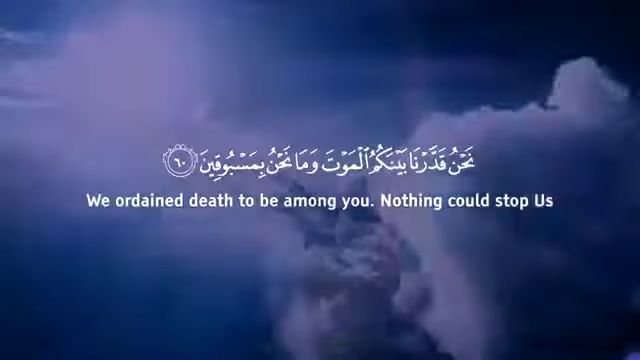 نَحْنُ قَدَّرْنَا بَيْنَكُمُ ٱلْمَوْتَ وَمَا نَحْنُ بِمَسْبُوقِينَ ٦٠
We ordained death to be among you. Nothing could stop Us